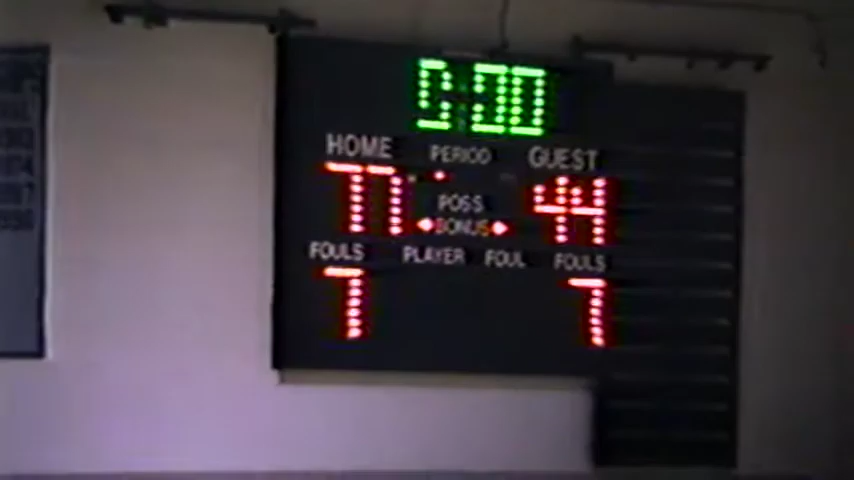 0:00
HOME PERIOD GUEST
77 44
POSS.
BONUS
FOULS PLAYER FOUL FOULS
7 7